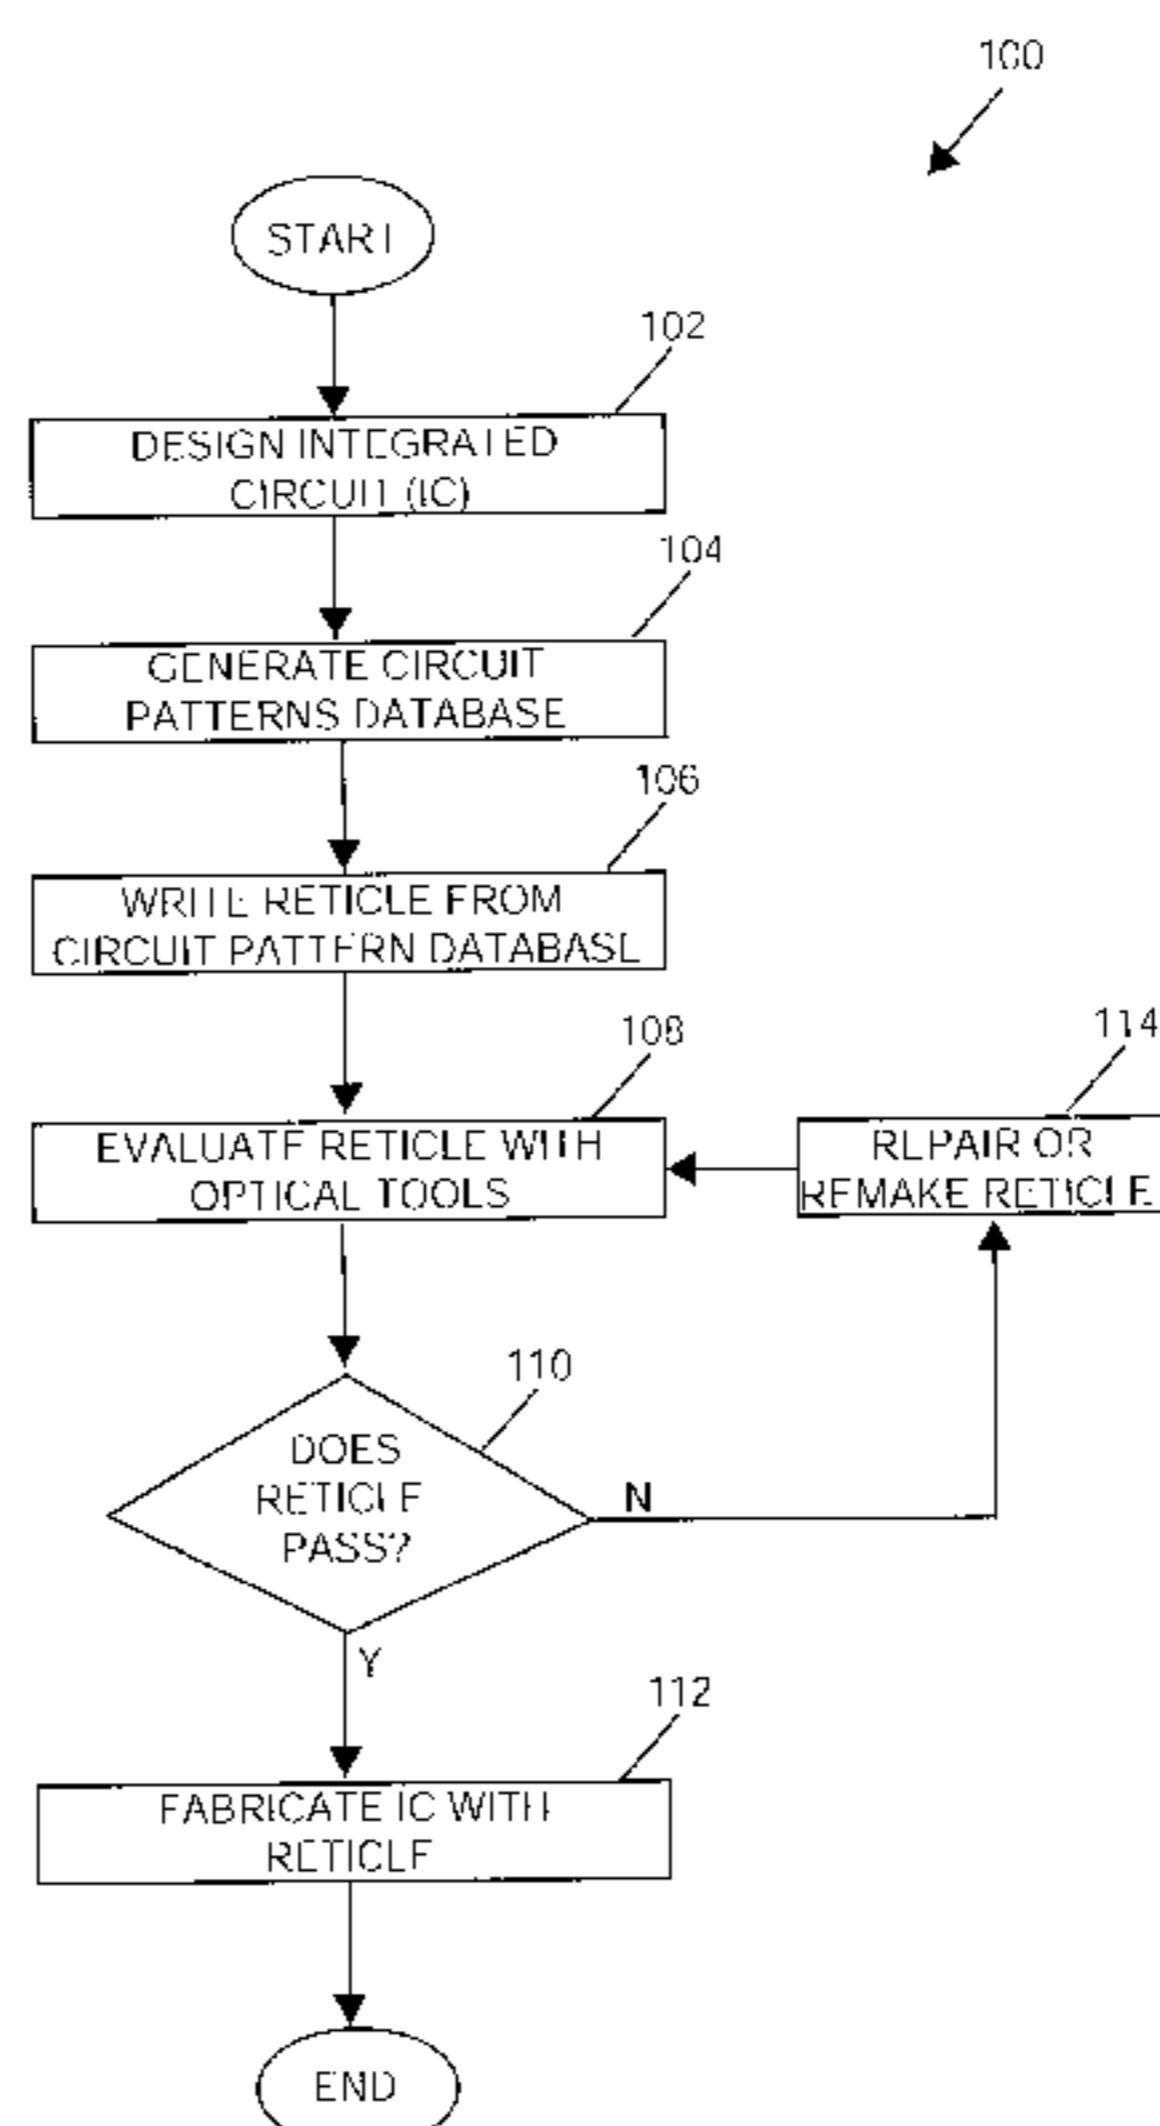 100
START
102
DESIGN INTEGRATED
CIRCUIT (IC)
104
GENERATE CIRCUIT
PATTERNS DATABASE
106
WRITE RETICLE FROM
CIRCUIT PATTERN DATABASE
108
EVALUATE RETICLE WITH
OPTICAL TOOLS
114
REPAIR OR
REMAKE RETICLE
110
DOES
RETICLE
PASS?
N
Y
112
FABRICATE IC WITH
RETICLE
END